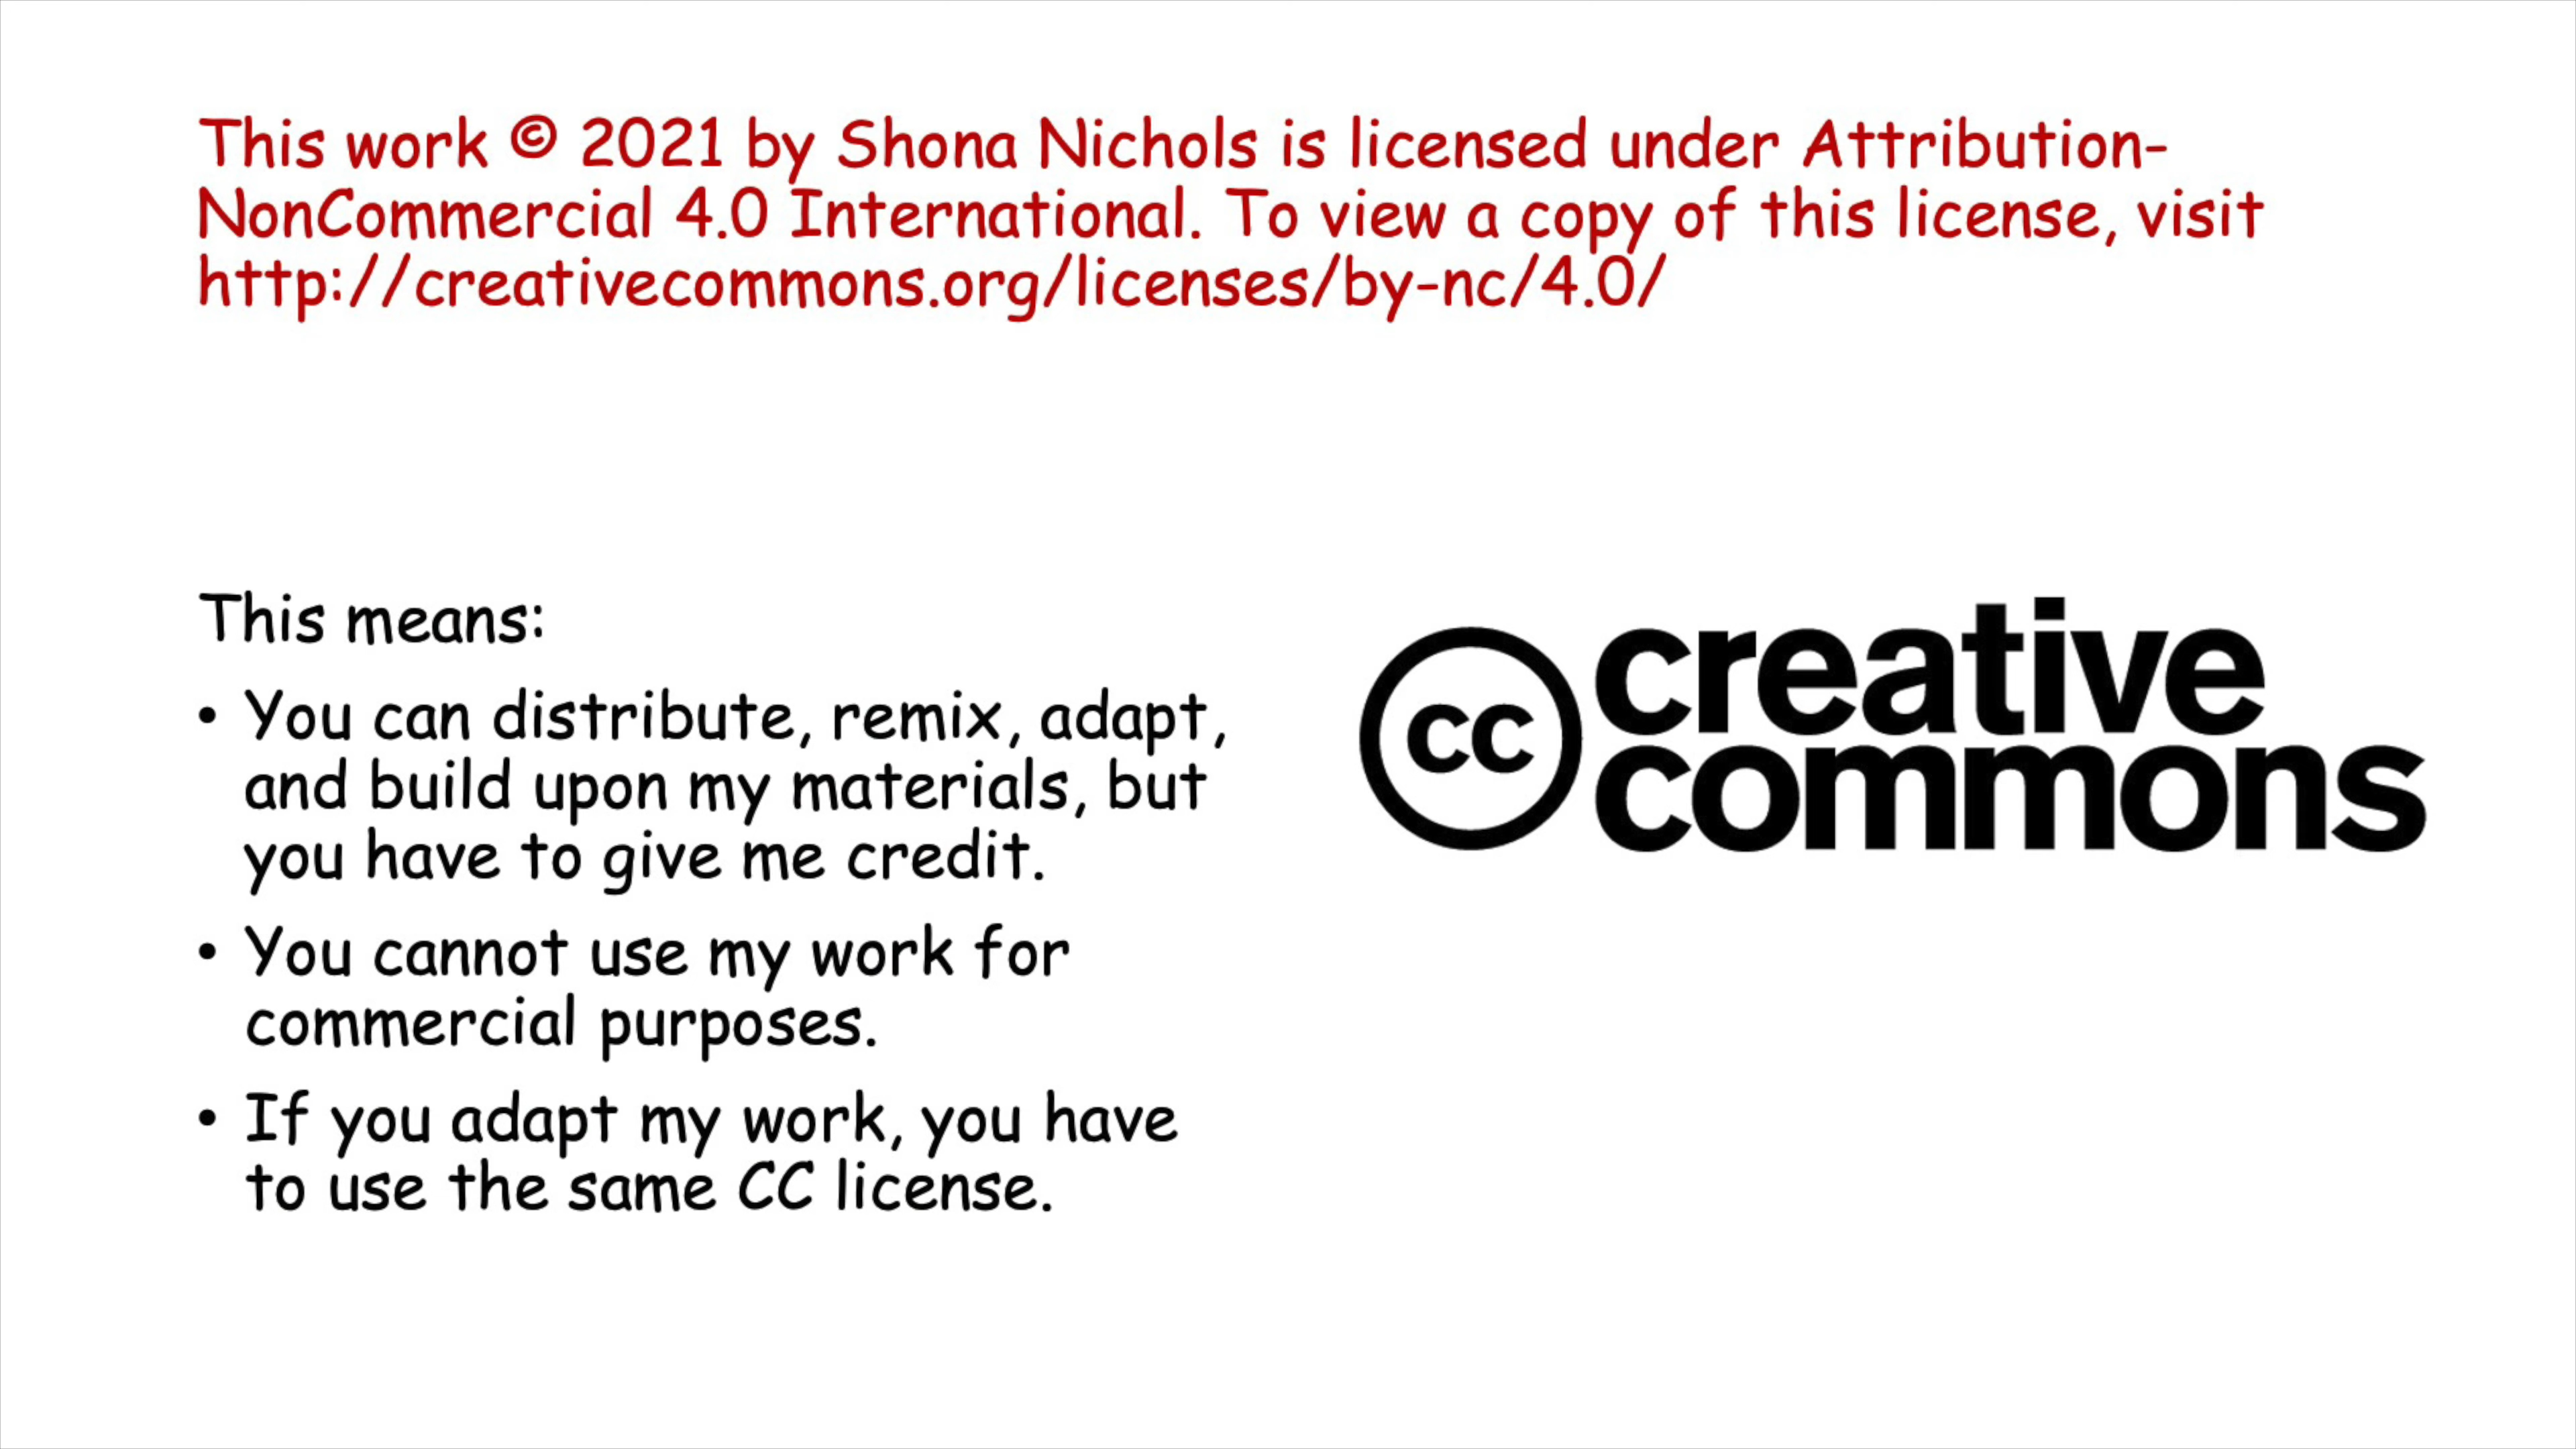 This work © 2021 by Shona Nichols is licensed under Attribution-
NonCommercial 4.0 International. To view a copy of this license, visit
http://creativecommons.org/licenses/by-nc/4.0/
This means:
• You can distribute, remix, adapt,
and build upon my materials, but
you have to give me credit.
• You cannot use my work for
commercial purposes.
• If you adapt my work, you have
to use the same CC license.
cc creative
commons